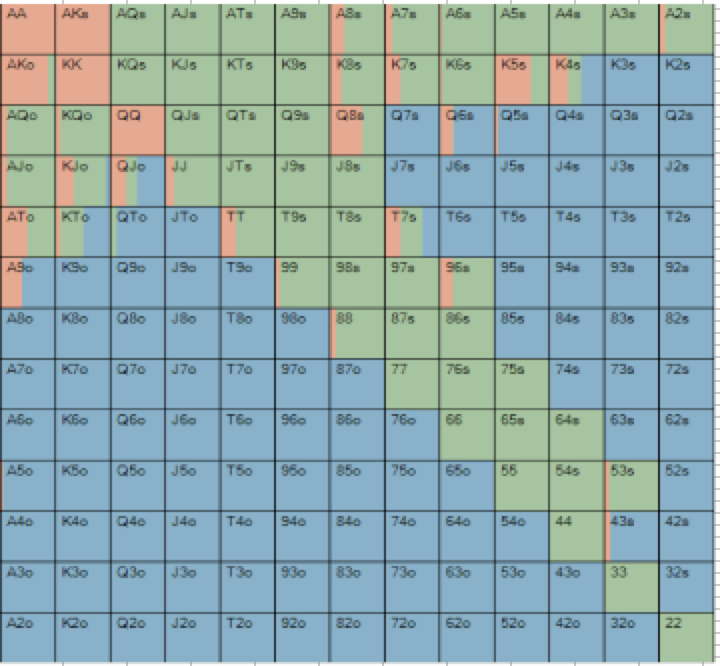 AA AKs AQs AJs ATs A9s A8s A7s A6s A5s A4s A3s A2s
AKo KK KQs KJs KTs K9s K8s K7s K6s K5s K4s K3s K2s
AQo KQo QQ QJs QTs Q9s Q8s Q7s Q6s Q5s Q4s Q3s Q2s
AJo KJo QJo JJ JTs J9s J8s J7s J6s J5s J4s J3s J2s
ATo KTo QTo JTo TT T9s T8s T7s T6s T5s T4s T3s T2s
A9o K9o Q9o J9o T9o 99 98s 97s 96s 95s 94s 93s 92s
A8o K8o Q8o J8o T8o 98o 88 87s 86s 85s 84s 83s 82s
A7o K7o Q7o J7o T7o 97o 87o 77 76s 75s 74s 73s 72s
A6o K6o Q6o J6o T6o 96o 86o 76o 66 65s 64s 63s 62s
A5o K5o Q5o J5o T5o 95o 85o 75o 65o 55 54s 53s 52s
A4o K4o Q4o J4o T4o 94o 84o 74o 64o 54o 44 43s 42s
A3o K3o Q3o J3o T3o 93o 83o 73o 63o 53o 43o 33 32s
A2o K2o Q2o J2o T2o 92o 82o 72o 62o 52o 42o 32o 22